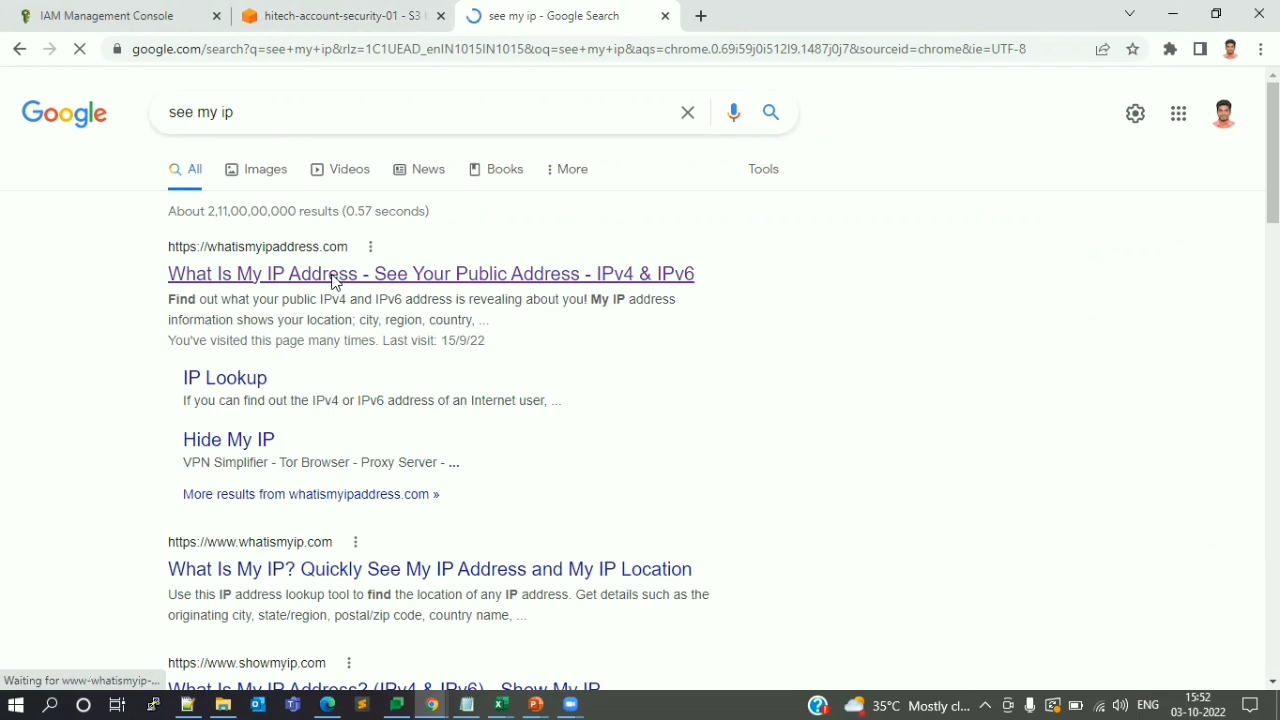 IAM Management Console
hitech-account-security-01 - S3
see my ip - Google Search
google.com/search?q=see+my+ip&rlz=1C1UEAD_enIN1015IN1015&oq=see+my+ip&aqs=chrome.0.69i59j0i512l9.1487j0j7&sourceid=chrome&ie=UTF-8
Google
see my ip
All Images Videos News Books More Tools
About 2,11,00,00,000 results (0.57 seconds)
https://whatismyipaddress.com
What Is My IP Address - See Your Public Address - IPv4 & IPv6
Find out what your public IPv4 and IPv6 address is revealing about you! My IP address
information shows your location; city, region, country, ...
You've visited this page many times. Last visit: 15/9/22
IP Lookup
If you can find out the IPv4 or IPv6 address of an Internet user, ...
Hide My IP
VPN Simplifier - Tor Browser - Proxy Server - ...
More results from whatismyipaddress.com »
https://www.whatismyip.com
What Is My IP? Quickly See My IP Address and My IP Location
Use this IP address lookup tool to find the location of any IP address. Get details such as the
originating city, state/region, postal/zip code, country name, ...
https://www.showmyip.com
What Is My IP Address? (IPv4 & IPv6) - Show My IP
Waiting for www-whatismyip-...
35°C Mostly cl... ENG
15:52
03-10-2022